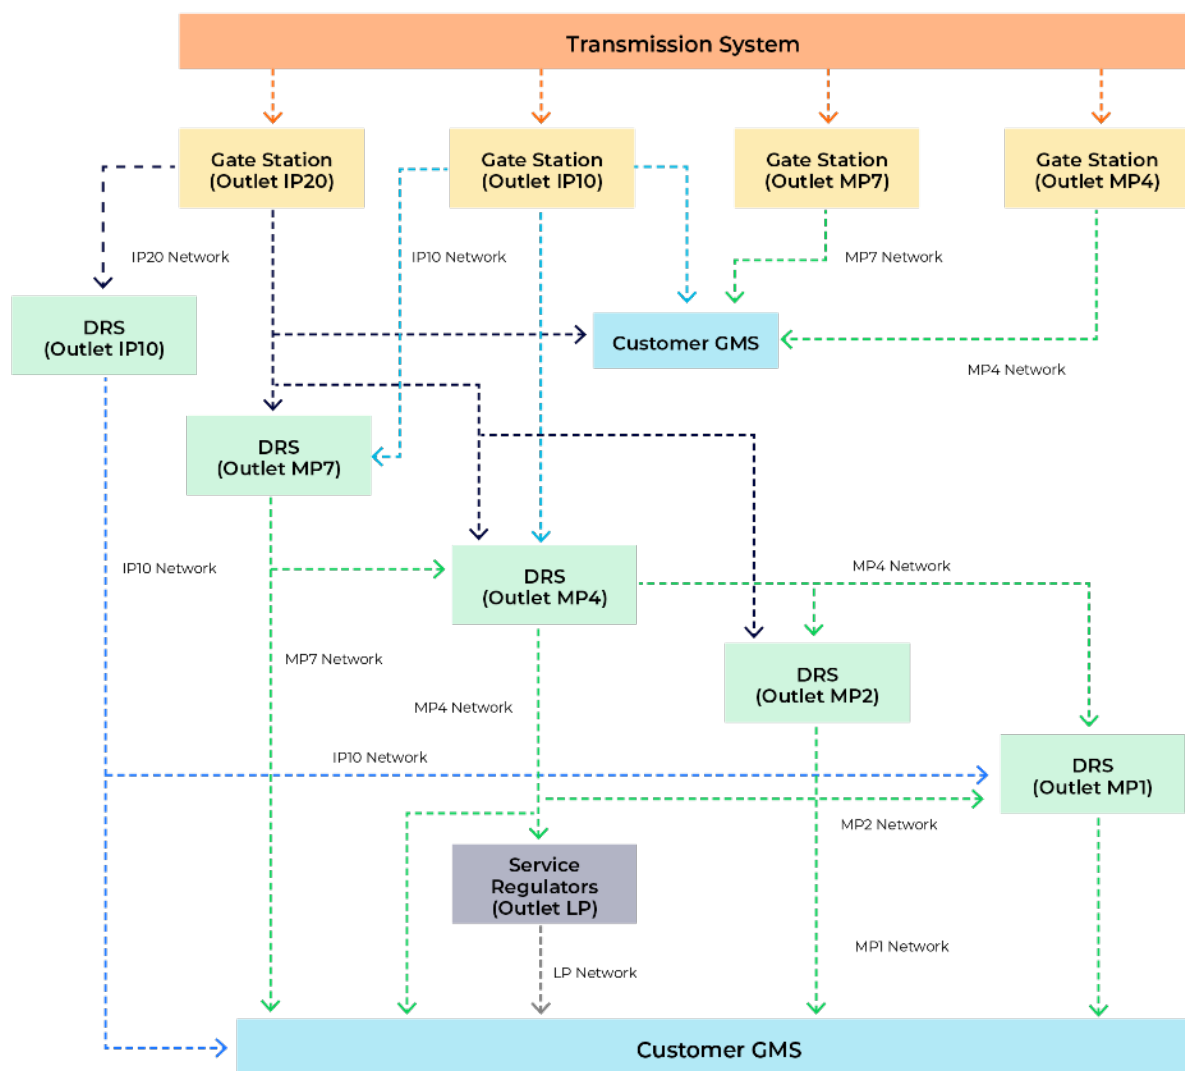 Transmission System
Gate Station
(Outlet IP20)
Gate Station
(Outlet IP10)
Gate Station
(Outlet MP7)
Gate Station
(Outlet MP4)
IP20 Network
IP10 Network
MP7 Network
DRS
(Outlet IP10)
Customer GMS
MP4 Network
DRS
(Outlet MP7)
IP10 Network
DRS
(Outlet MP4)
MP4 Network
MP7 Network
DRS
(Outlet MP2)
MP4 Network
IP10 Network
DRS
(Outlet MP1)
MP2 Network
Service
Regulators
(Outlet LP)
MP1 Network
LP Network
Customer GMS